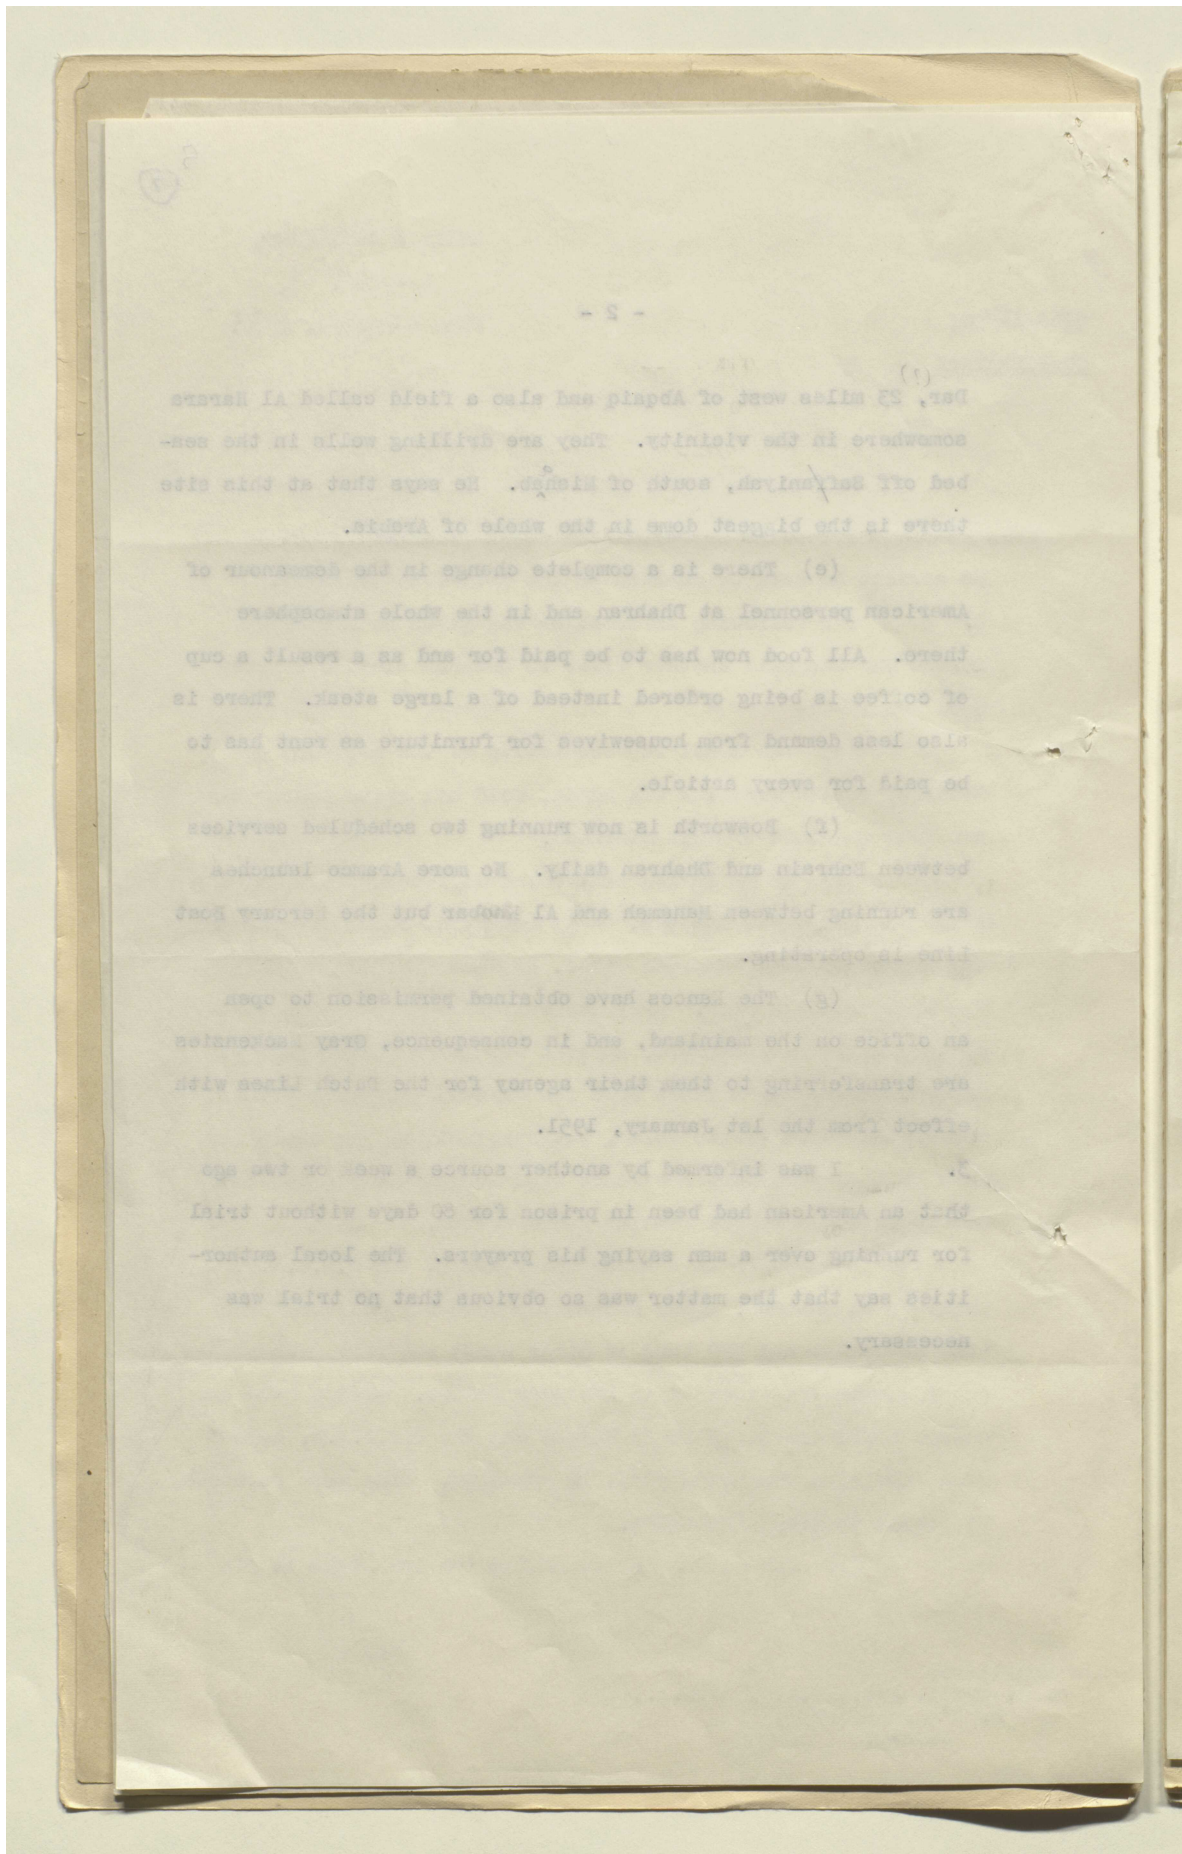 - 2 -
(?)
Dar, 23 miles west of Abqaiq and also a field called Al Harara
somewhere in the vicinity. They are drilling wells in the sea-
bed off Saffaniyah, south of Mishab. He says that at this site
there is the biggest dome in the whole of Arabia.
(e) There is a complete change in the demeanour of
American personnel at Dhahran and in the whole atmosphere
there. All food now has to be paid for and as a result a cup
of coffee is being ordered instead of a large steak. There is
also less demand from housewives for furniture as rent has to
be paid for every article.
(f) Bosworth is now running two scheduled services
between Bahrain and Dhahran daily. No more Aramco launches
are running between Manamah and Al Khobar but the Mercury Boat
Line is operating.
(g) The Kanoos have obtained permission to open
an office on the mainland, and in consequence, Gray Mackenzies
are transferring to them their agency for the Dutch Lines with
effect from the 1st January, 1951.
3. I was informed by another source a week or two ago
that an American had been in prison for 60 days without trial
for running over a man saying his prayers. The local author-
ities say that the matter was so obvious that no trial was
necessary.